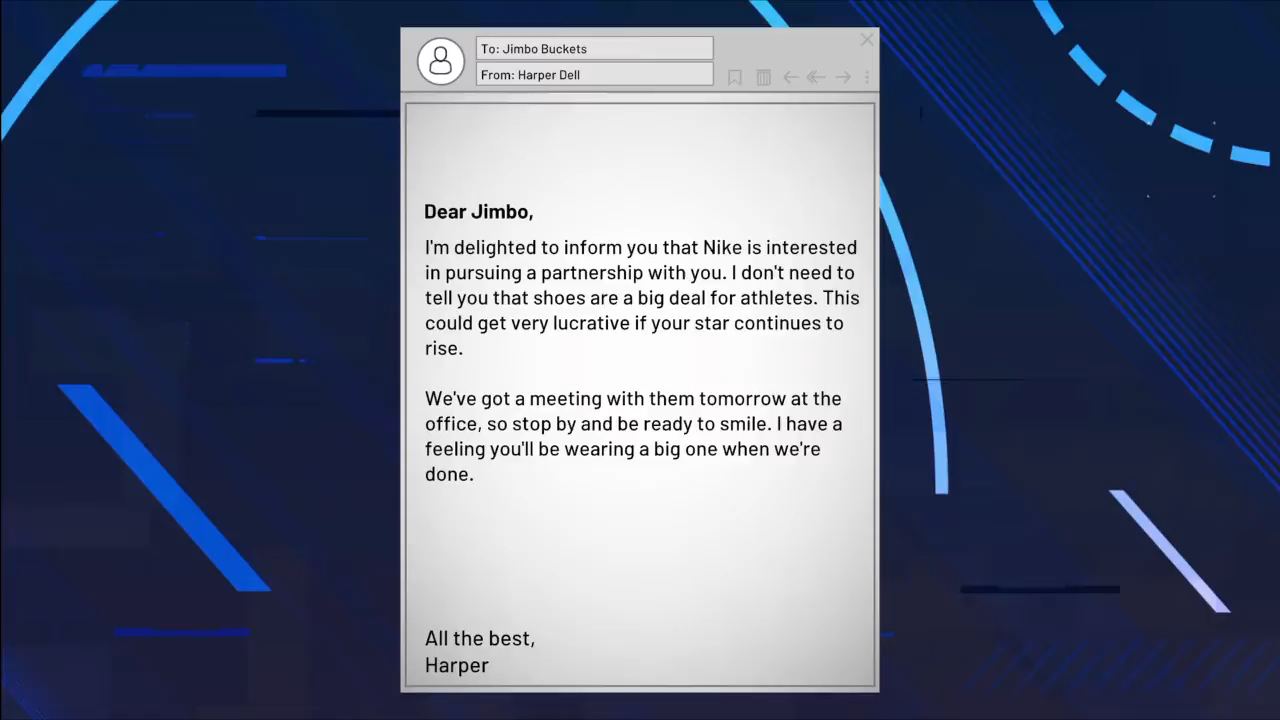 To: Jimbo Buckets
From: Harper Dell
Dear Jimbo,
I'm delighted to inform you that Nike is interested
in pursuing a partnership with you. I don't need to
tell you that shoes are a big deal for athletes. This
could get very lucrative if your star continues to
rise.
We've got a meeting with them tomorrow at the
office, so stop by and be ready to smile. I have a
feeling you'll be wearing a big one when we're
done.
All the best,
Harper